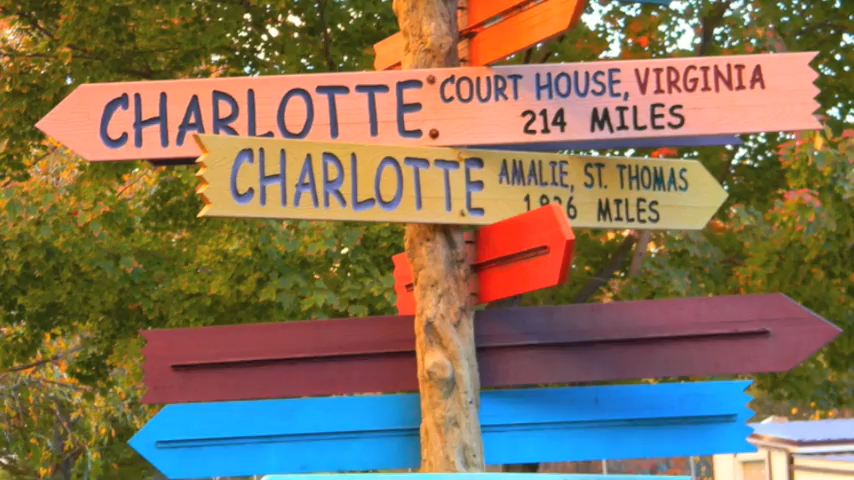 CHARLOTTE COURT HOUSE, VIRGINIA
214 MILES
CHARLOTTE AMALIE, ST. THOMAS
MILES